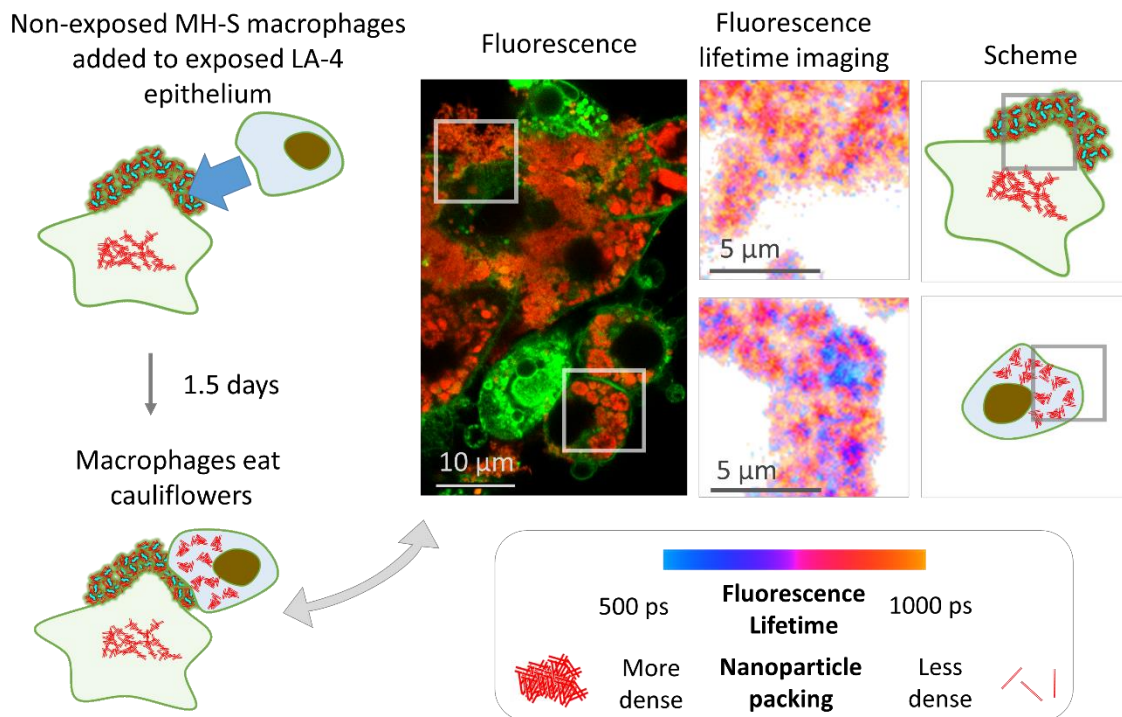 Non-exposed MH-S macrophages
added to exposed LA-4
epithelium
1.5 days
Macrophages eat
cauliflowers
Fluorescence
10 µm
Fluorescence
lifetime imaging
5 µm
5 µm
Scheme
500 ps
Fluorescence
Lifetime
1000 ps
More
dense
Nanoparticle
packing
Less
dense